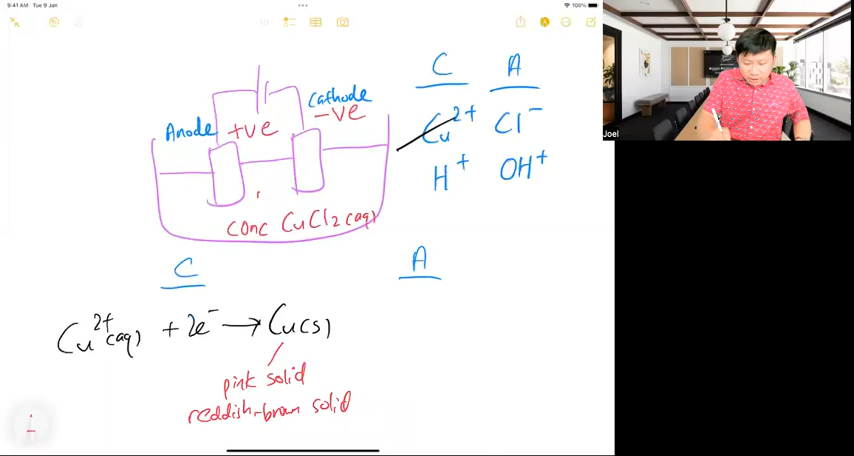 9:41 AM Tue 9 Jan
100%
C A
Cathode
Anode +ve -ve
Cu2+ Cl-
H+ OH+
conc CuCl2(aq)
C A
Cu2+(aq) + 2e- → Cu(s)
pink solid
reddish-brown solid
Joel